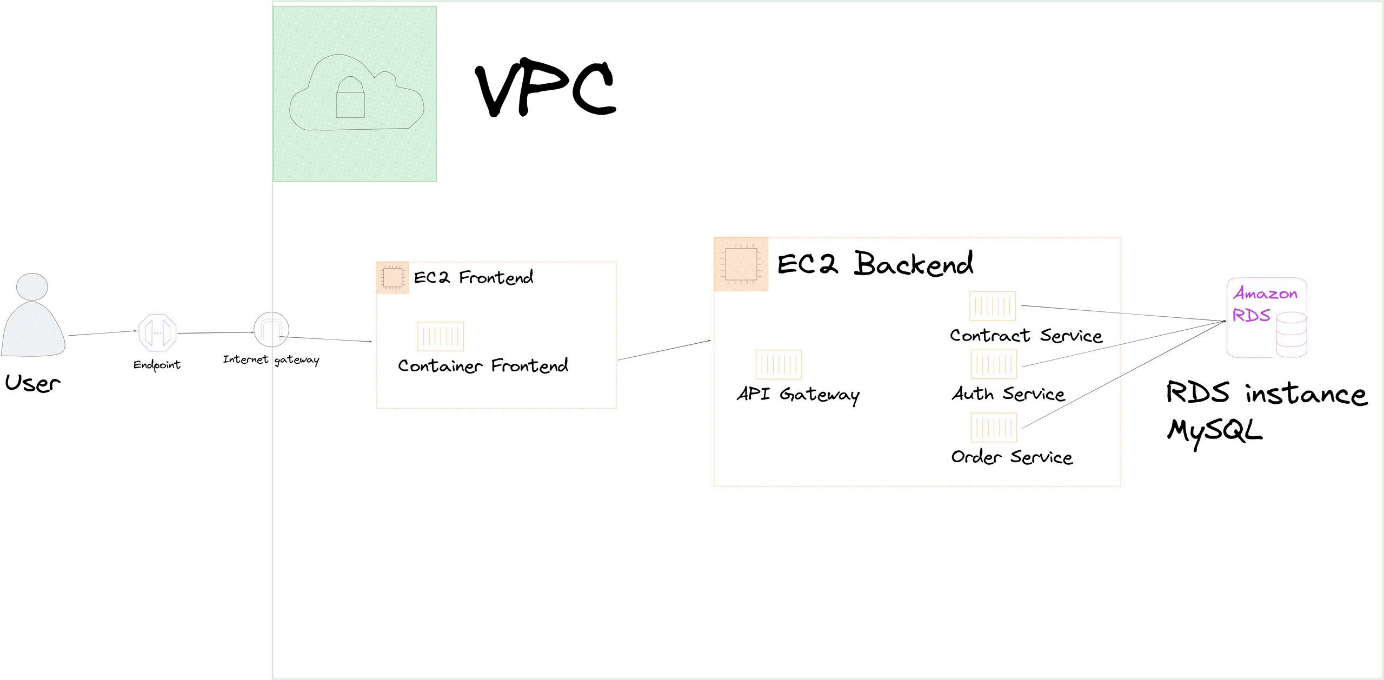 VPC
EC2 Frontend
Container Frontend
EC2 Backend
Contract Service
API Gateway
Auth Service
Order Service
Amazon
RDS
RDS instance
MySQL
User
Endpoint
Internet gateway